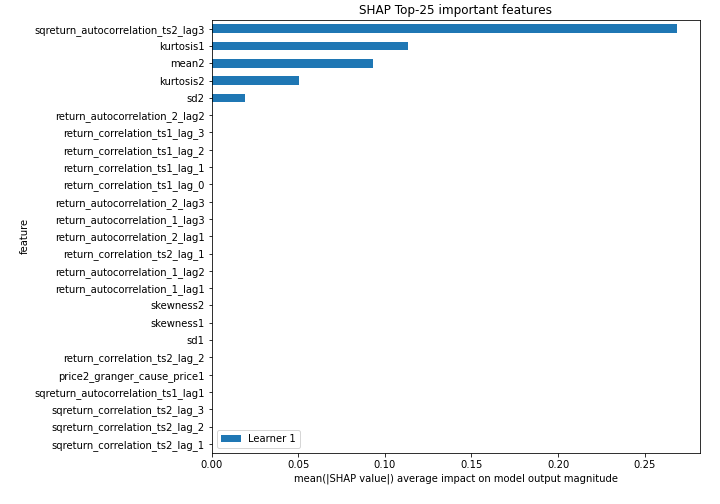 SHAP Top-25 important features
sqreturn_autocorrelation_ts2_lag3
kurtosis1
mean2
kurtosis2
sd2
return_autocorrelation_2_lag2
return_correlation_ts1_lag_3
return_correlation_ts1_lag_2
return_correlation_ts1_lag_1
return_correlation_ts1_lag_0
return_autocorrelation_2_lag3
return_autocorrelation_1_lag3
return_autocorrelation_2_lag1
return_correlation_ts2_lag_1
return_autocorrelation_1_lag2
return_autocorrelation_1_lag1
skewness2
skewness1
sd1
return_correlation_ts2_lag_2
price2_granger_cause_price1
sqreturn_autocorrelation_ts1_lag1
sqreturn_correlation_ts2_lag_3
sqreturn_correlation_ts2_lag_2
sqreturn_correlation_ts2_lag_1
feature
Learner 1
0.00 0.05 0.10 0.15 0.20 0.25
mean(|SHAP value|) average impact on model output magnitude